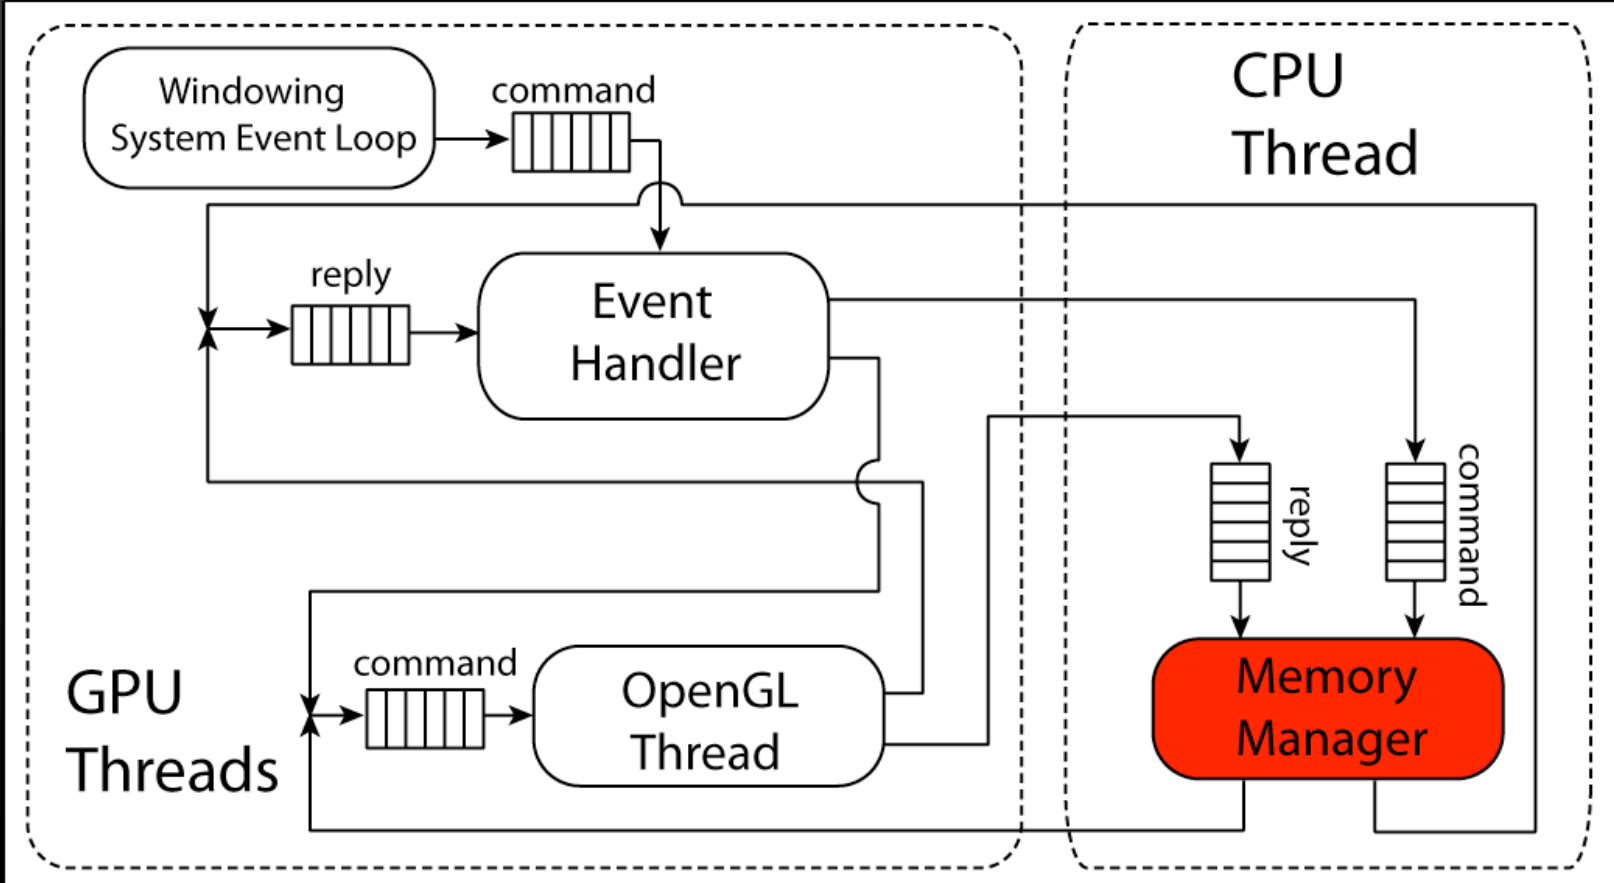 Windowing
System Event Loop
command
CPU
Thread
reply
Event
Handler
reply
command
GPU
Threads
command
OpenGL
Thread
Memory
Manager